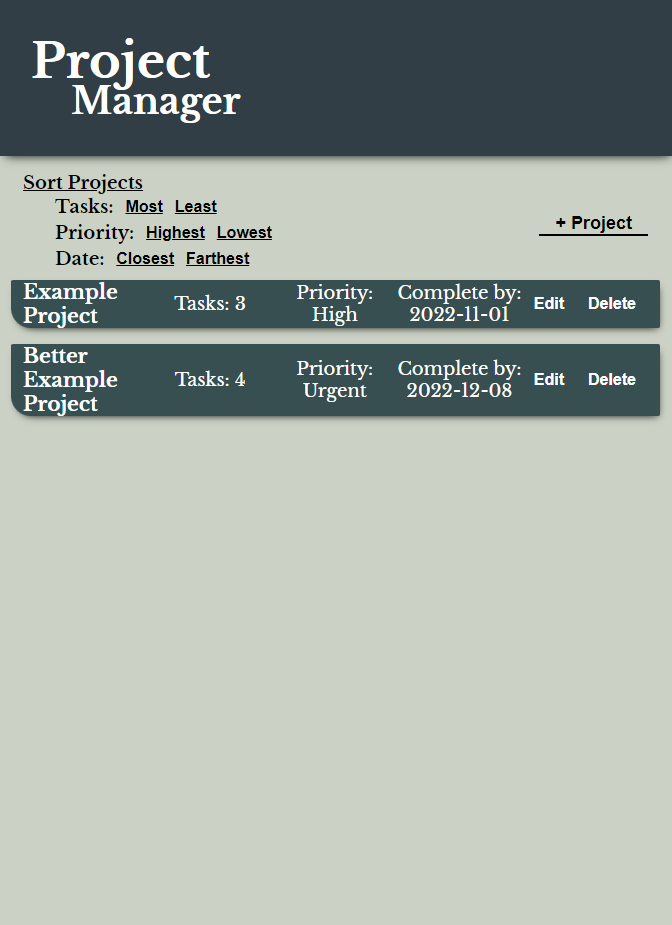 Project
Manager
Sort Projects
Tasks: Most Least
Priority: Highest Lowest
Date: Closest Farthest
+ Project
Example
Project
Tasks: 3
Priority:
High
Complete by:
2022-11-01
Edit
Delete
Better
Example
Project
Tasks: 4
Priority:
Urgent
Complete by:
2022-12-08
Edit
Delete